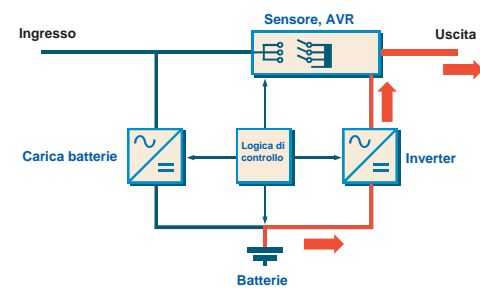 Sensore, AVR
Ingresso
Uscita
Carica batterie
Logica di
controllo
Inverter
Batterie